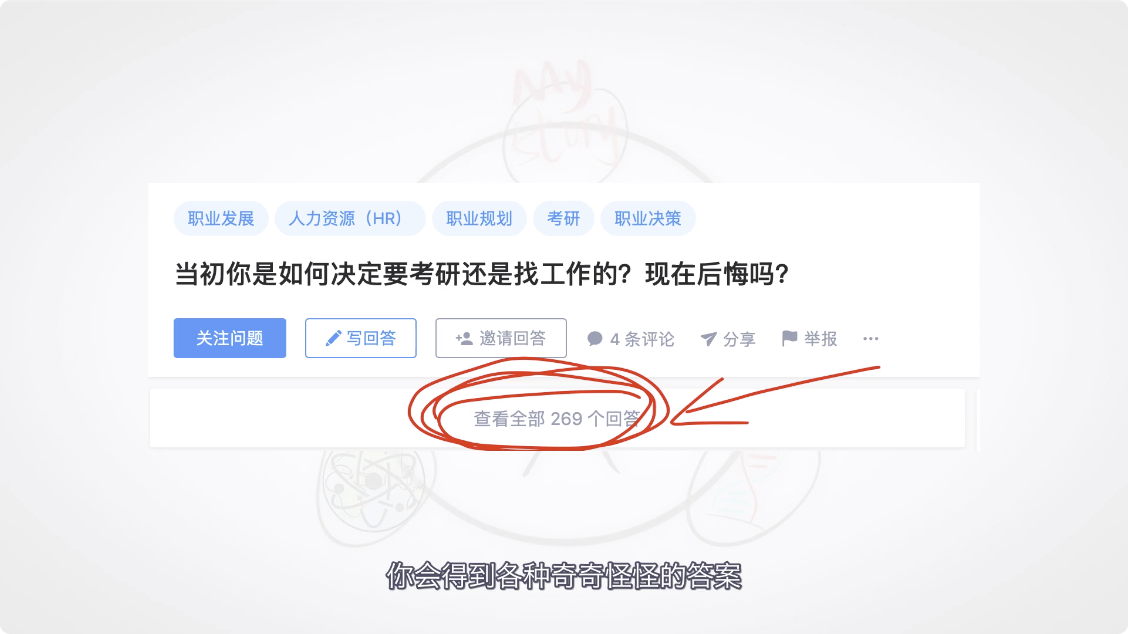 My
story
职业发展 人力资源（HR） 职业规划 考研 职业决策
当初你是如何决定要考研还是找工作的？现在后悔吗？
关注问题 写回答 邀请回答 4 条评论 分享 举报 ...
查看全部 269 个回答
你会得到各种奇奇怪怪的答案